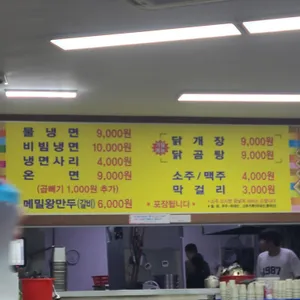 물 냉 면 9,000원
비빔냉면 10,000원
냉면사리 4,000원
온 면 9,000원
(곱빼기 1,000원 추가)
메밀왕만두(갈비) 6,000원
닭 개 장 9,000원
닭 곰 탕 9,000원
소주 / 맥주 4,000원
막 걸 리 3,000원
* 포장됩니다 *
1987